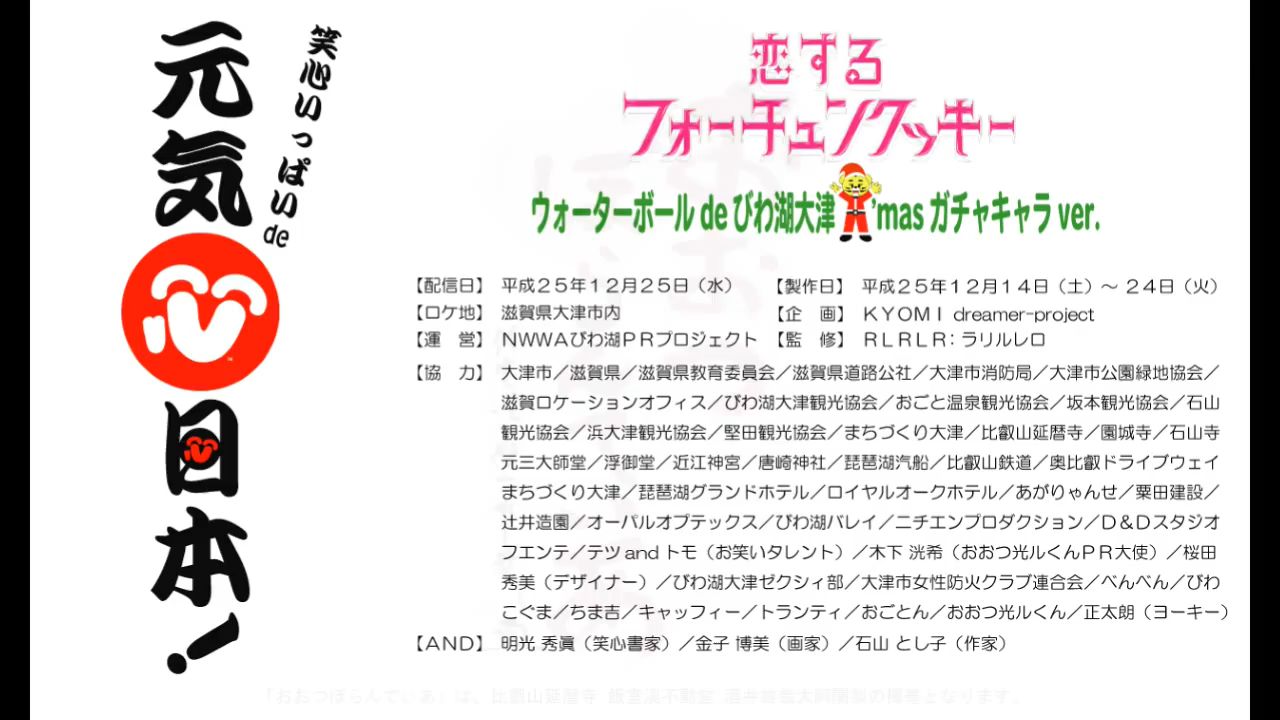 元気
日本!
笑心いっぱいde
恋する
フォーチュンクッキー
ウォーターボール de びわ湖大津 'mas ガチャキャラ ver.
【配信日】 平成25年12月25日(水) 【製作日】 平成25年12月14日(土)~ 24日(火)
【ロケ地】 滋賀県大津市内 【企 画】 KYOMI dreamer-project
【運 営】 NWWAびわ湖PRプロジェクト 【監 修】 RLRLR:ラリルレロ
【協 力】 大津市/滋賀県/滋賀県教育委員会/滋賀県道路公社/大津市消防局/大津市公園緑地協会/
滋賀ロケーションオフィス/びわ湖大津観光協会/おごと温泉観光協会/坂本観光協会/石山
観光協会/浜大津観光協会/堅田観光協会/まちづくり大津/比叡山延暦寺/園城寺/石山寺
元三大師堂/浮御堂/近江神宮/唐崎神社/琵琶湖汽船/比叡山鉄道/奥比叡ドライブウェイ
まちづくり大津/琵琶湖グランドホテル/ロイヤルオークホテル/あがりゃんせ/粟田建設/
辻井造園/オーパルオプテックス/びわ湖バレイ/ニチエンプロダクション/D&Dスタジオ
フエンテ/テツ and トモ(お笑いタレント)/木下 洸希(おおつ光ルくんPR大使)/桜田
秀美(デザイナー)/びわ湖大津ゼクシィ部/大津市女性防火クラブ連合会/べんべん/びわ
こぐま/ちま吉/キャッフィー/トランティ/おごとん/おおつ光ルくん/正太朗(ヨーキー)
【AND】 明光 秀眞(笑心書家)/金子 博美(画家)/石山 とし子(作家)